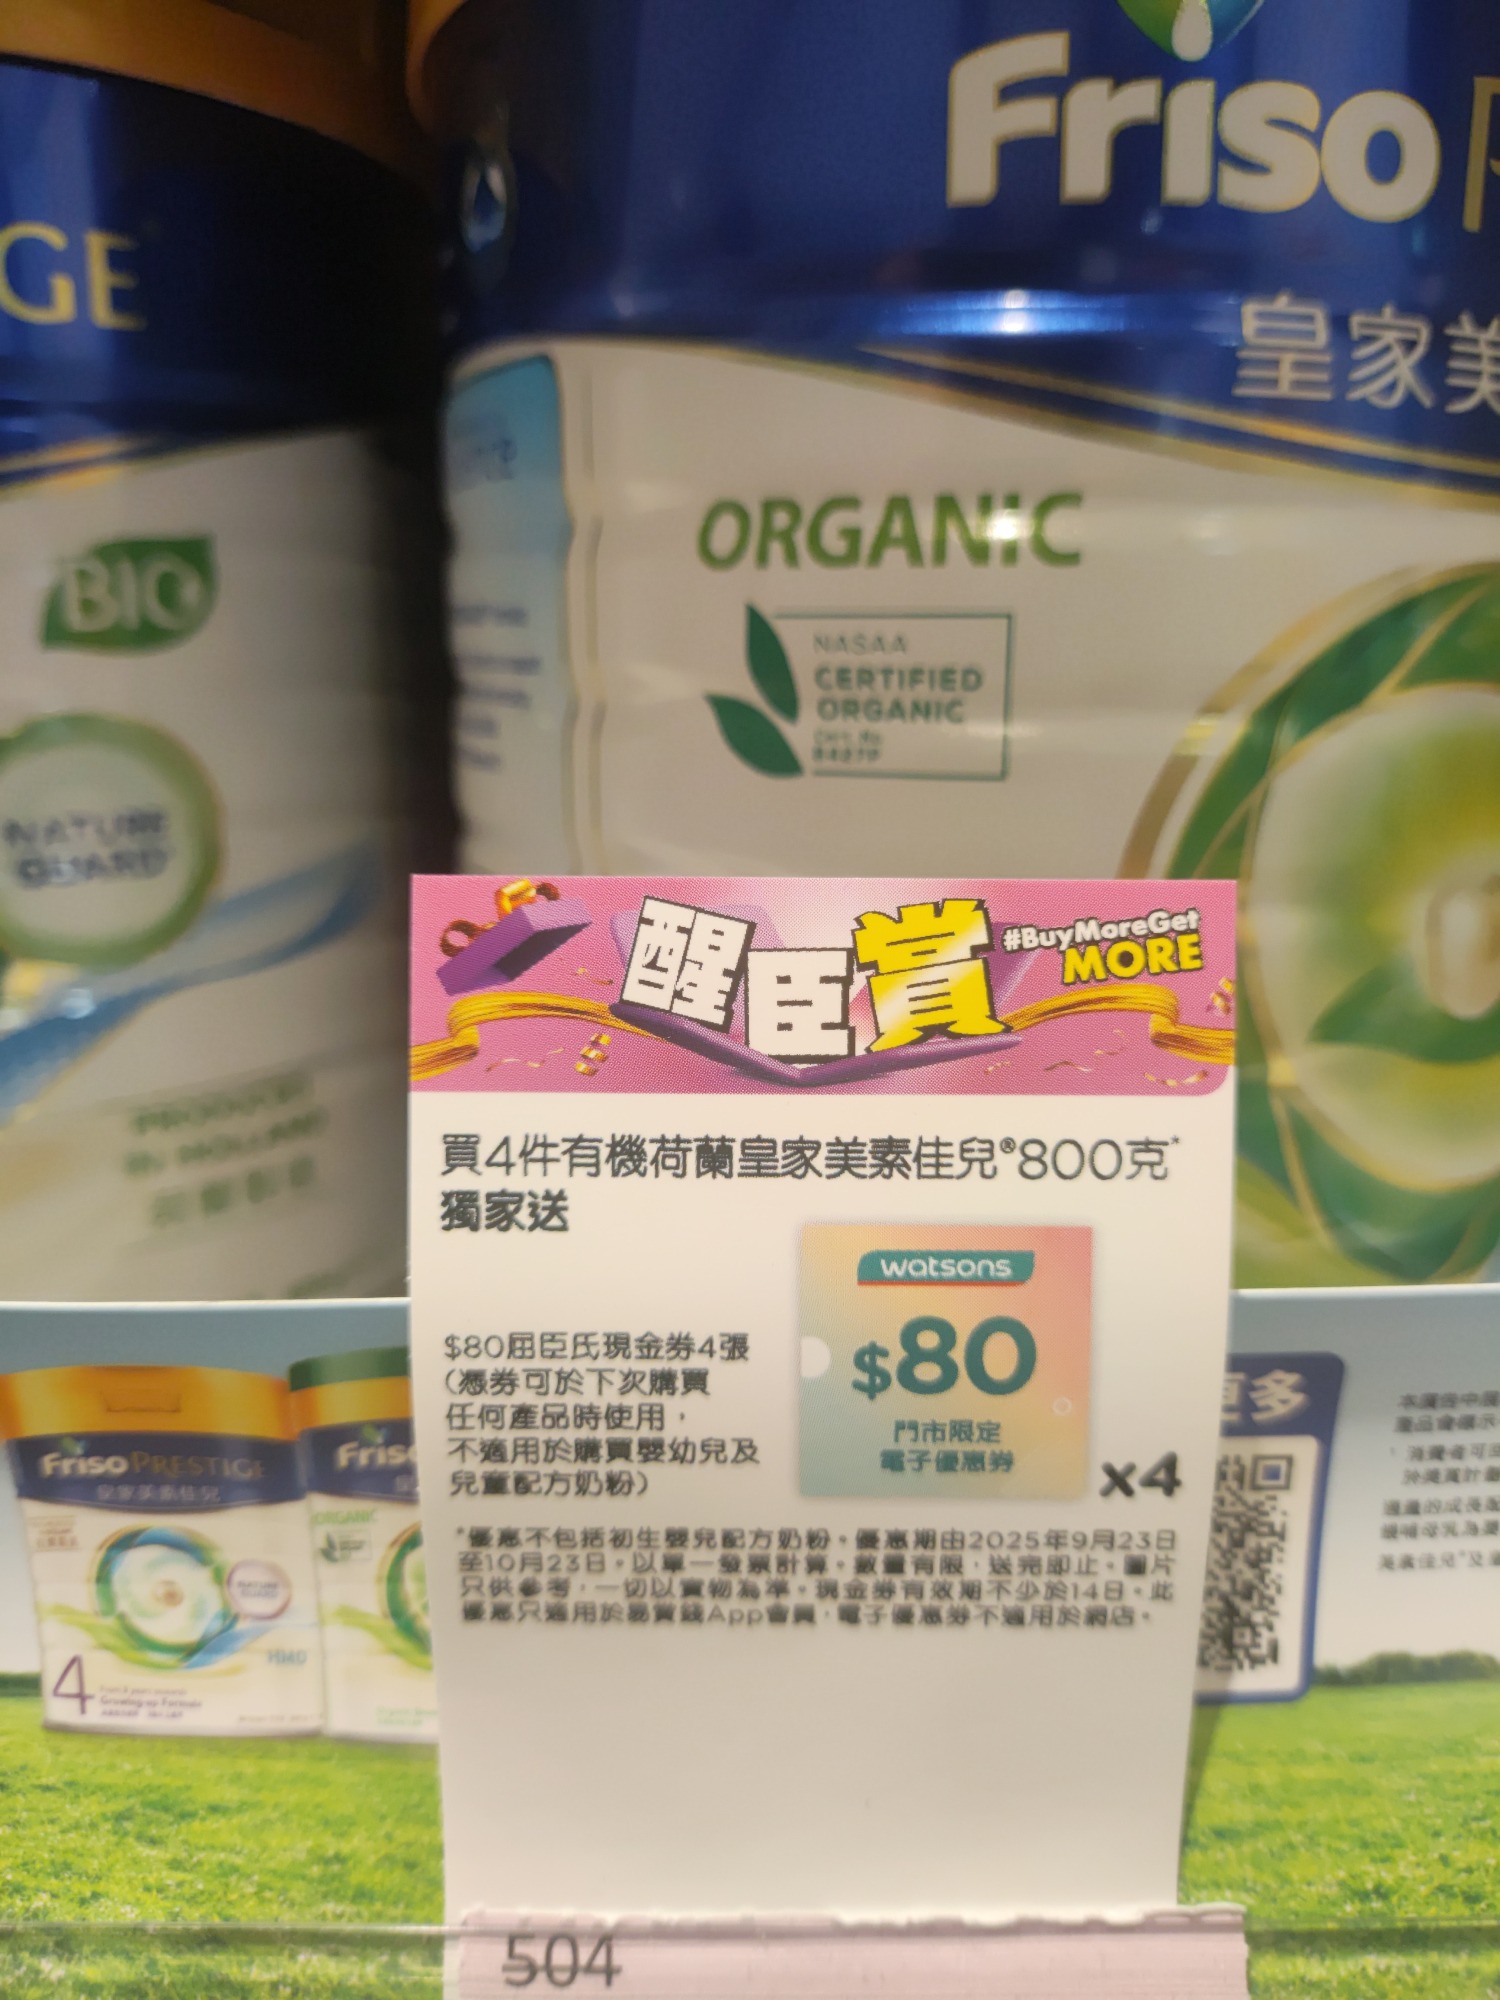 Friso
皇家美
GE
BIO
NATURE
GUARD
ORGANIC
NASAA
CERTIFIED
ORGANIC
醒臣賞
#BuyMoreGet
MORE
買4件有機荷蘭皇家美素佳兒®800克*
獨家送
$80屈臣氏現金券4張
(憑券可於下次購買
任何產品時使用，
不適用於購買嬰幼兒及
兒童配方奶粉)
watsons
$80
門市限定
電子優惠券
x4
*優惠不包括初生嬰兒配方奶粉。優惠期由2025年9月23日
至10月23日。以單一發票計算。數量有限，送完即止。圖片
只供參考，一切以實物為準。現金券有效期不少於14日。此
優惠只適用於易賞錢App會員，電子優惠券不適用於網店。
Friso PRESTIGE
皇家美素佳兒
4
Growing-up Formula
Friso
ORGANIC
更多
504